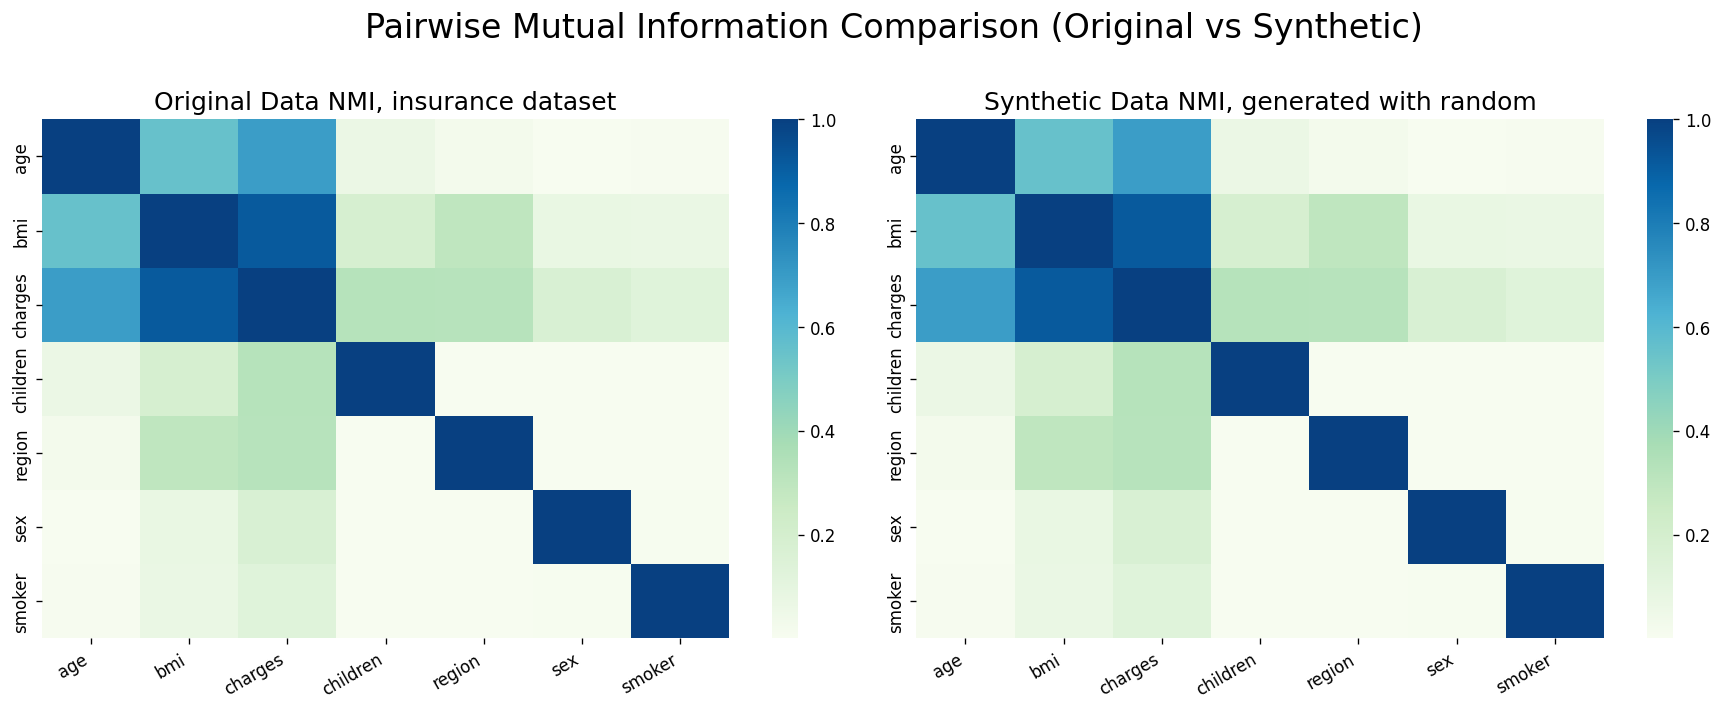 Pairwise Mutual Information Comparison (Original vs Synthetic)
Original Data NMI, insurance dataset
age
bmi
charges
children
region
sex
smoker
age
bmi
charges
children
region
sex
smoker
1.0
0.8
0.6
0.4
0.2
Synthetic Data NMI, generated with random
age
bmi
charges
children
region
sex
smoker
age
bmi
charges
children
region
sex
smoker
1.0
0.8
0.6
0.4
0.2